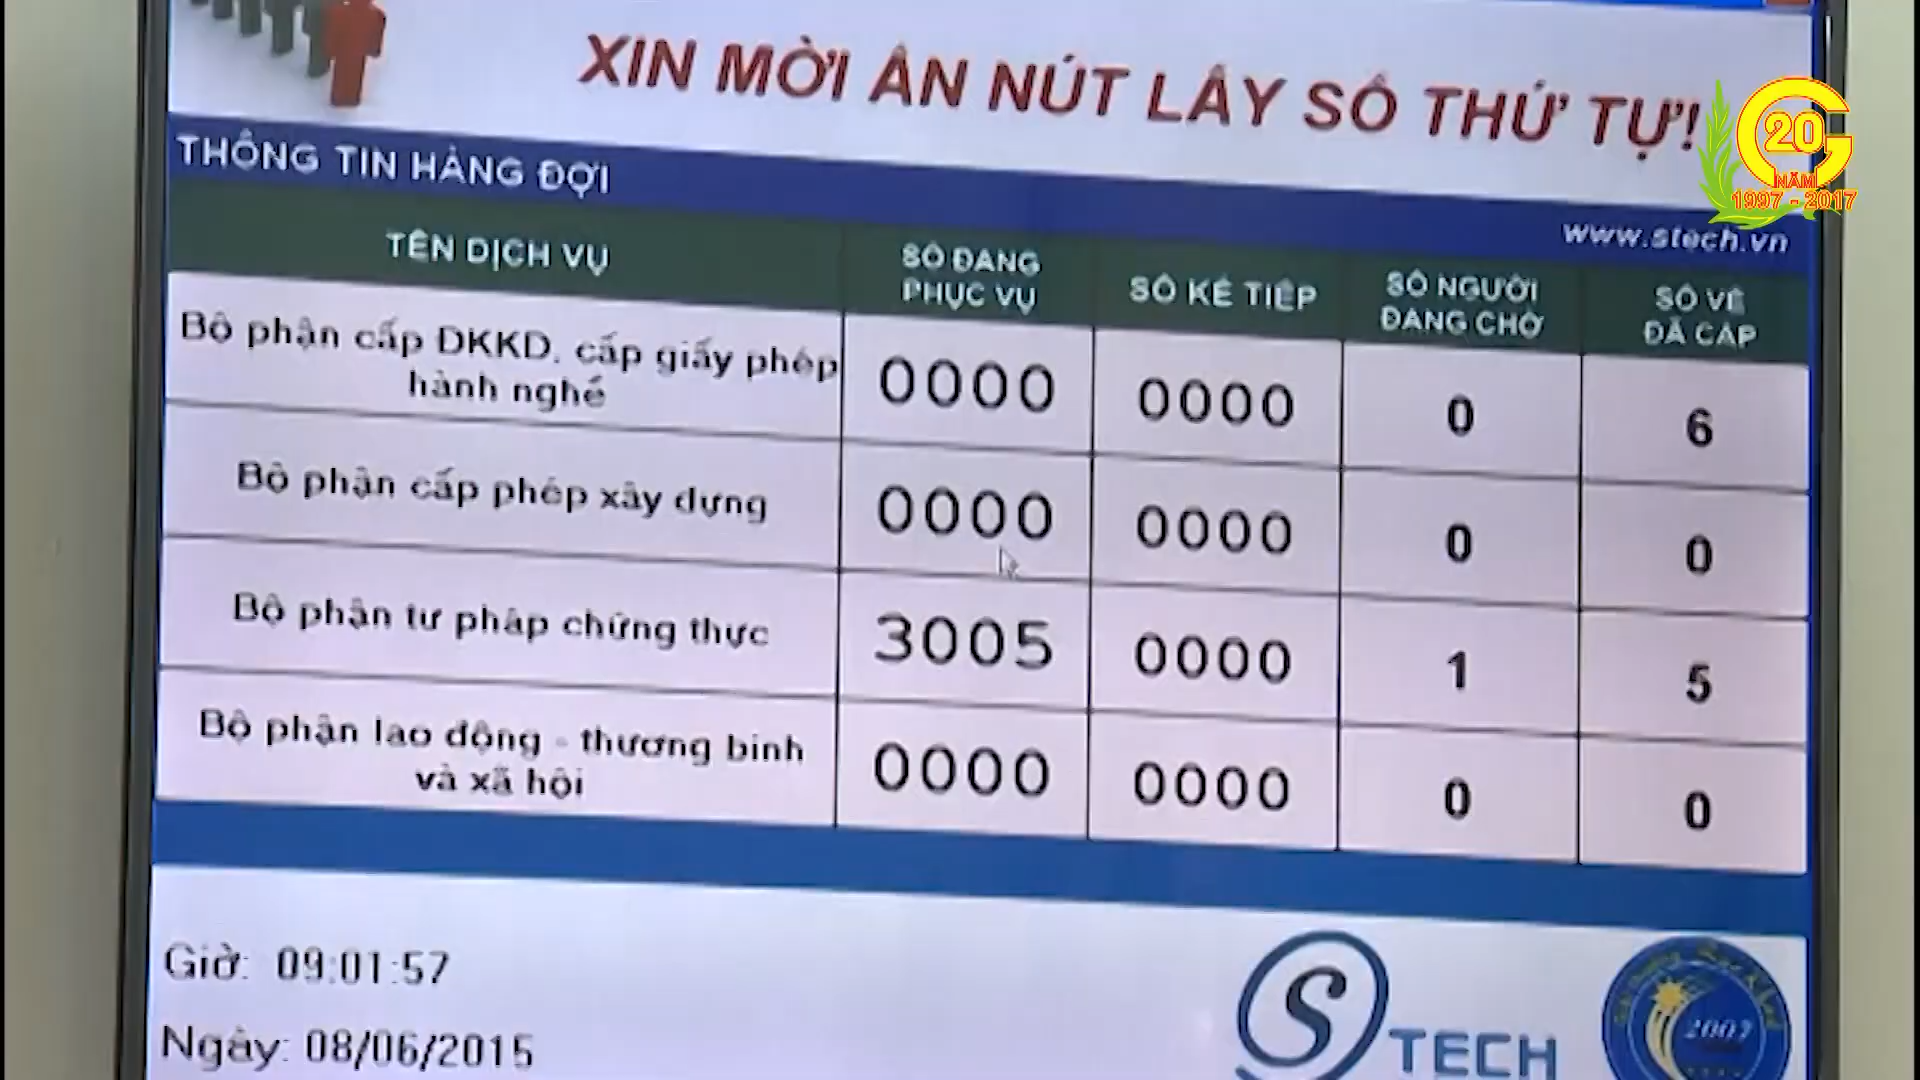 XIN MỜI ẤN NÚT LẤY SỐ THỨ TỰ!
20
NĂM
1997 - 2017
THÔNG TIN HÀNG ĐỢI
www.stech.vn
TÊN DỊCH VỤ
SỐ ĐANG
PHỤC VỤ
SỐ KẾ TIẾP
SỐ NGƯỜI
ĐANG CHỜ
SỐ VÉ
ĐÃ CẤP
Bộ phận cấp ĐKKD, cấp giấy phép
hành nghề
0000
0000
0
6
Bộ phận cấp phép xây dựng
0000
0000
0
0
Bộ phận tư pháp chứng thực
3005
0000
1
5
Bộ phận lao động - thương binh
và xã hội
0000
0000
0
0
Giờ: 09:01:57
Ngày: 08/06/2015
STECH
2007